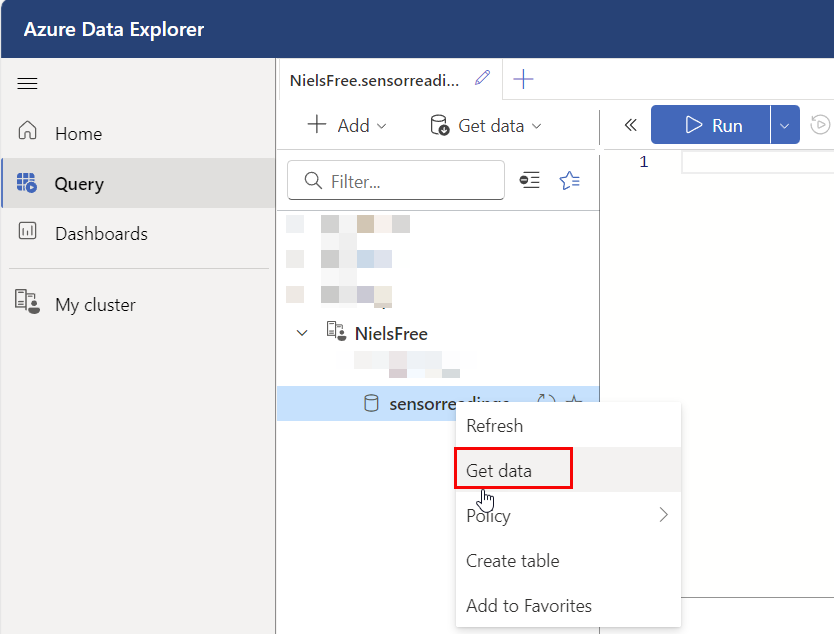 Azure Data Explorer
Home
Query
Dashboards
My cluster
NielsFree.sensorreadi...
Add
Get data
Run
Filter...
1
NielsFree
sensorreadings
Refresh
Get data
Policy
Create table
Add to Favorites